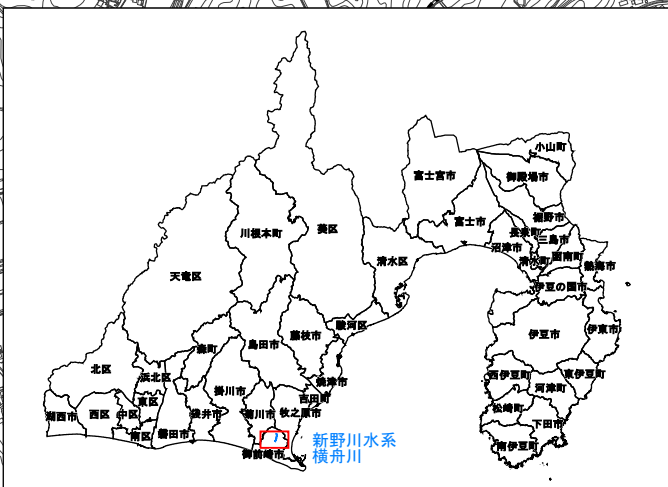 小山町
御殿場市
富士宮市
裾野市
富士市
葵区
川根本町
長泉町
三島市
沼津市
函南町
清水町
清水区
熱海市
天竜区
伊豆の国市
駿河区
伊東市
伊豆市
藤枝市
島田市
森町
北区
浜北区
焼津市
西伊豆町
東伊豆町
河津町
掛川市
吉田町
東区
松崎町
湖西市
西区
中区
袋井市
菊川市
牧之原市
下田市
南区
磐田市
新野川水系
横舟川
南伊豆町
御前崎市